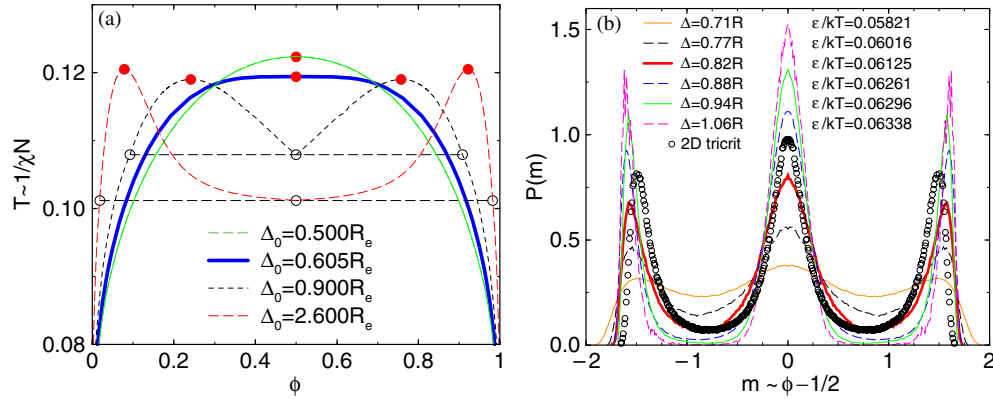 (a)
T~1/χN
0.12
0.10
0.08
Δ₀=0.500Rₑ
Δ₀=0.605Rₑ
Δ₀=0.900Rₑ
Δ₀=2.600Rₑ
0 0.2 0.4 0.6 0.8 1
ϕ
(b)
P(m)
1.5
1.0
0.5
0.0
Δ=0.71R ε/kT=0.05821
Δ=0.77R ε/kT=0.06016
Δ=0.82R ε/kT=0.06125
Δ=0.88R ε/kT=0.06261
Δ=0.94R ε/kT=0.06296
Δ=1.06R ε/kT=0.06338
2D tricrit
−2 −1 0 1 2
m ~ ϕ−1/2